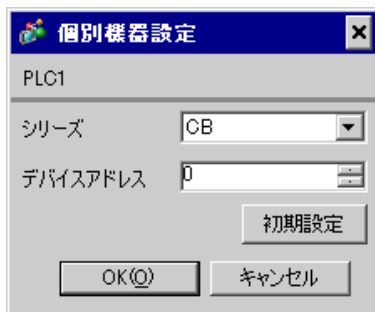 個別機器設定
PLC1
シリーズ CB
デバイスアドレス 0
初期設定
OK(O) キャンセル